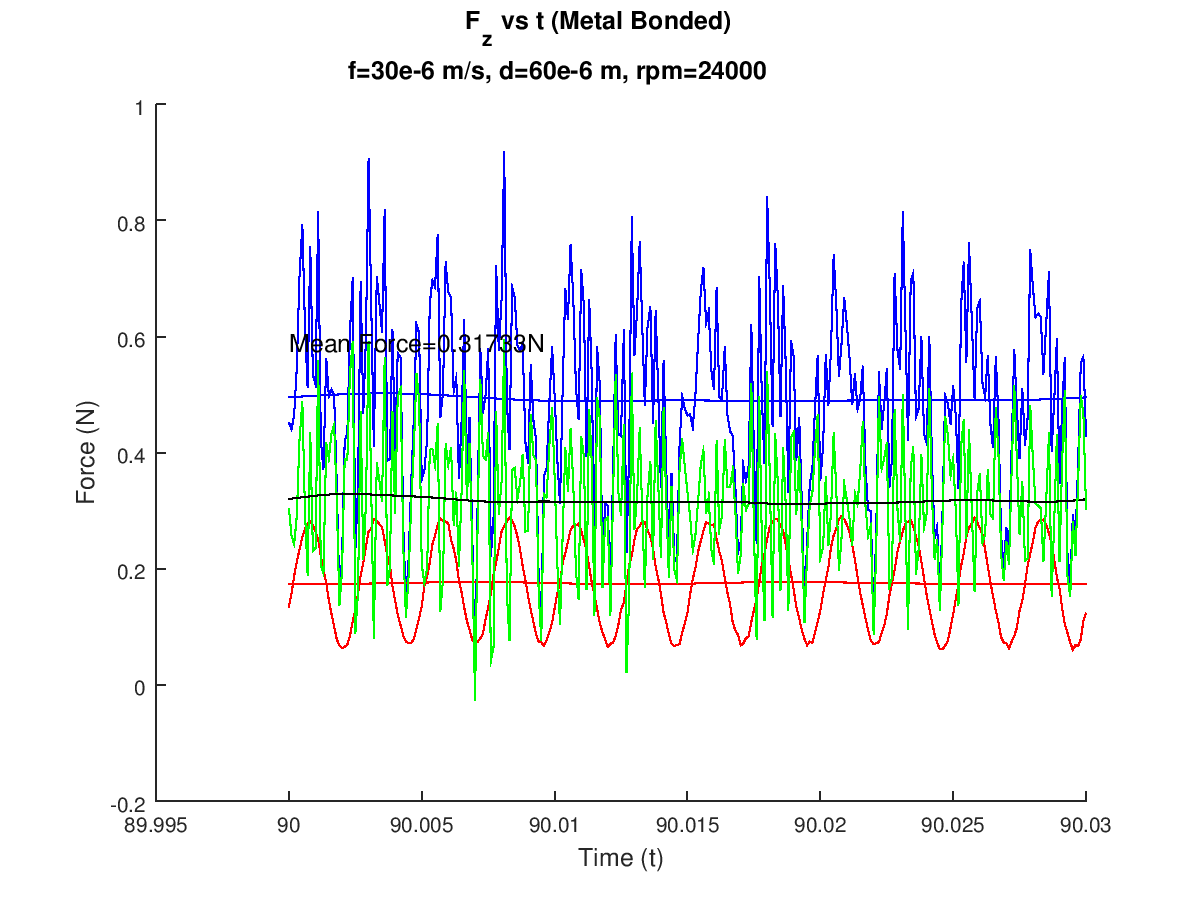 F_z vs t (Metal Bonded)
f=30e-6 m/s, d=60e-6 m, rpm=24000
1
0.8
0.6
0.4
0.2
0
-0.2
Force (N)
Mean Force=0.31733N
89.995 90 90.005 90.01 90.015 90.02 90.025 90.03
Time (t)